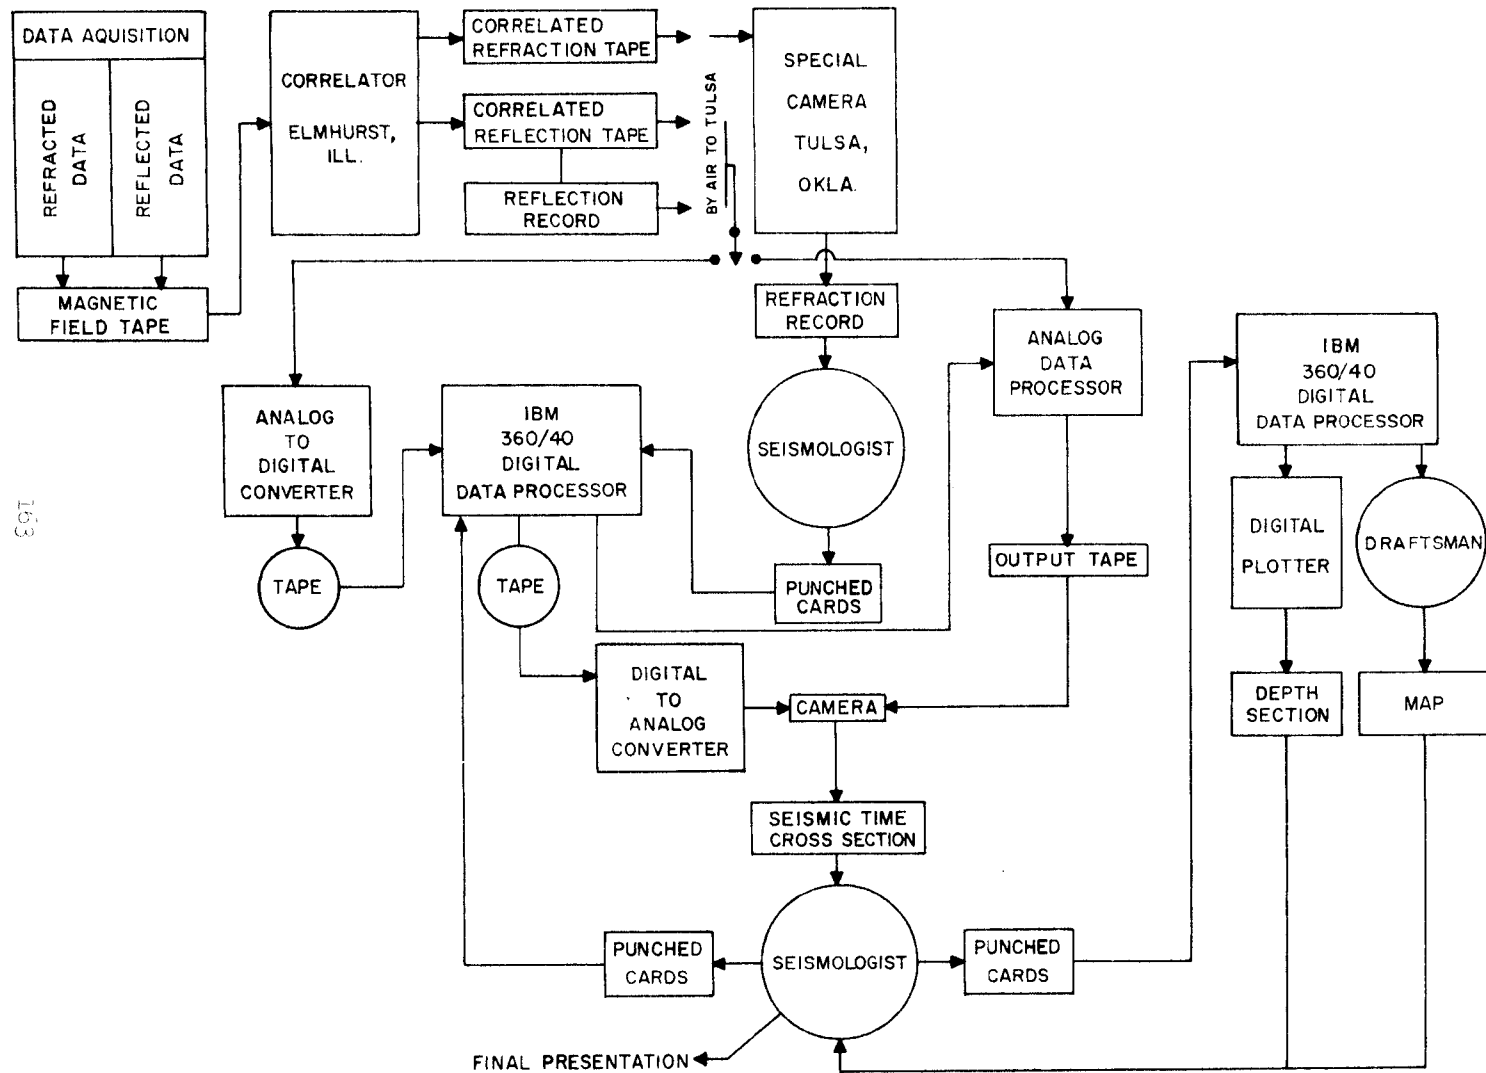 DATA AQUISITION
REFRACTED
DATA
REFLECTED
DATA
MAGNETIC
FIELD TAPE
CORRELATOR
ELMHURST,
ILL.
CORRELATED
REFRACTION TAPE
CORRELATED
REFLECTION TAPE
REFLECTION
RECORD
BY AIR TO TULSA
SPECIAL
CAMERA
TULSA,
OKLA.
REFRACTION
RECORD
SEISMOLOGIST
PUNCHED
CARDS
ANALOG
DATA
PROCESSOR
OUTPUT TAPE
ANALOG
TO
DIGITAL
CONVERTER
TAPE
IBM
360/40
DIGITAL
DATA PROCESSOR
TAPE
DIGITAL
TO
ANALOG
CONVERTER
CAMERA
SEISMIC TIME
CROSS SECTION
SEISMOLOGIST
PUNCHED
CARDS
PUNCHED
CARDS
FINAL PRESENTATION
IBM
360/40
DIGITAL
DATA PROCESSOR
DIGITAL
PLOTTER
DRAFTSMAN
DEPTH
SECTION
MAP
163